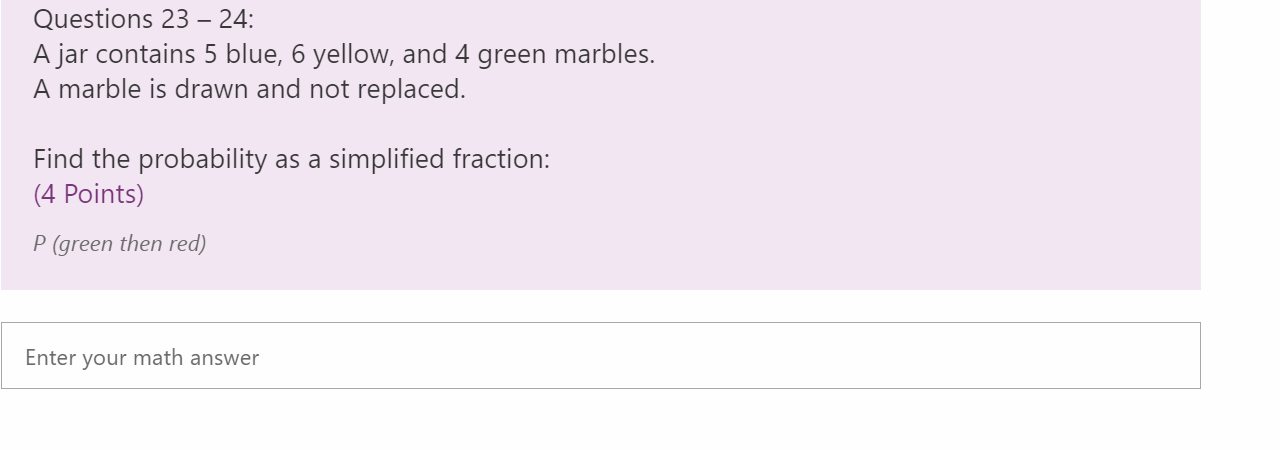 Questions 23 – 24:
A jar contains 5 blue, 6 yellow, and 4 green marbles.
A marble is drawn and not replaced.
Find the probability as a simplified fraction:
(4 Points)
P (green then red)
Enter your math answer